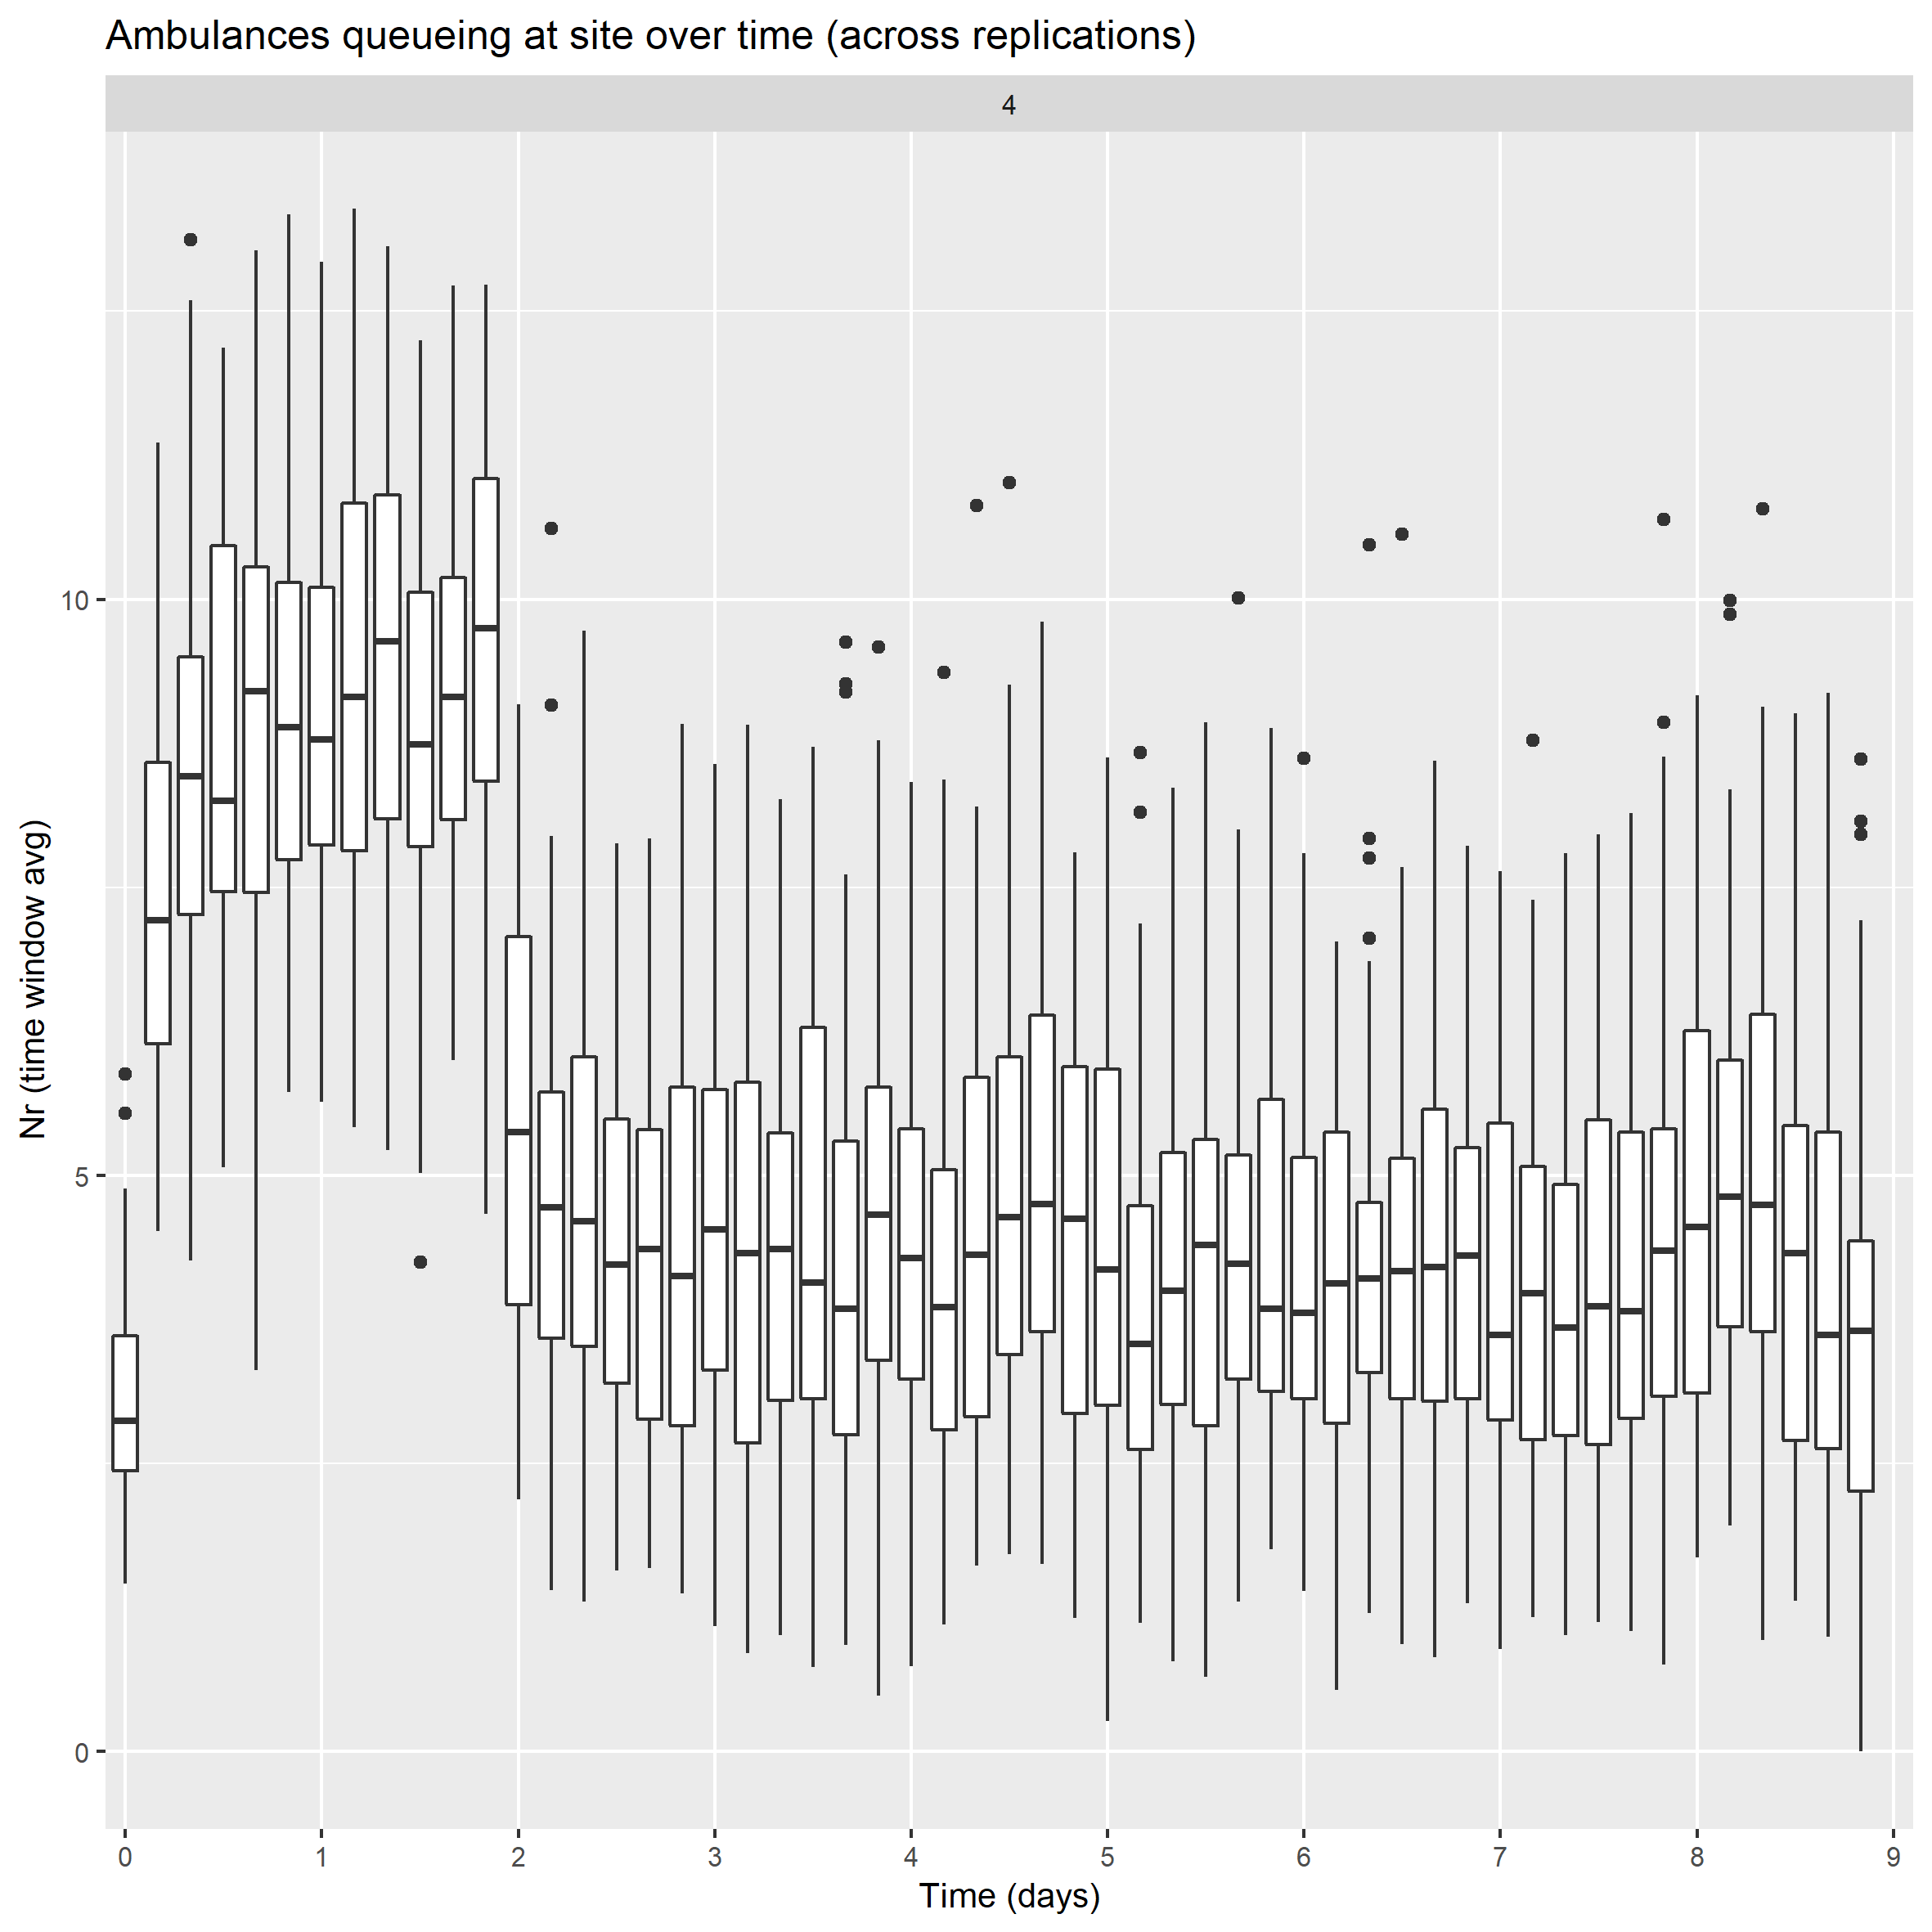 Ambulances queueing at site over time (across replications)
4
Nr (time window avg)
10
5
0
0 1 2 3 4 5 6 7 8 9
Time (days)